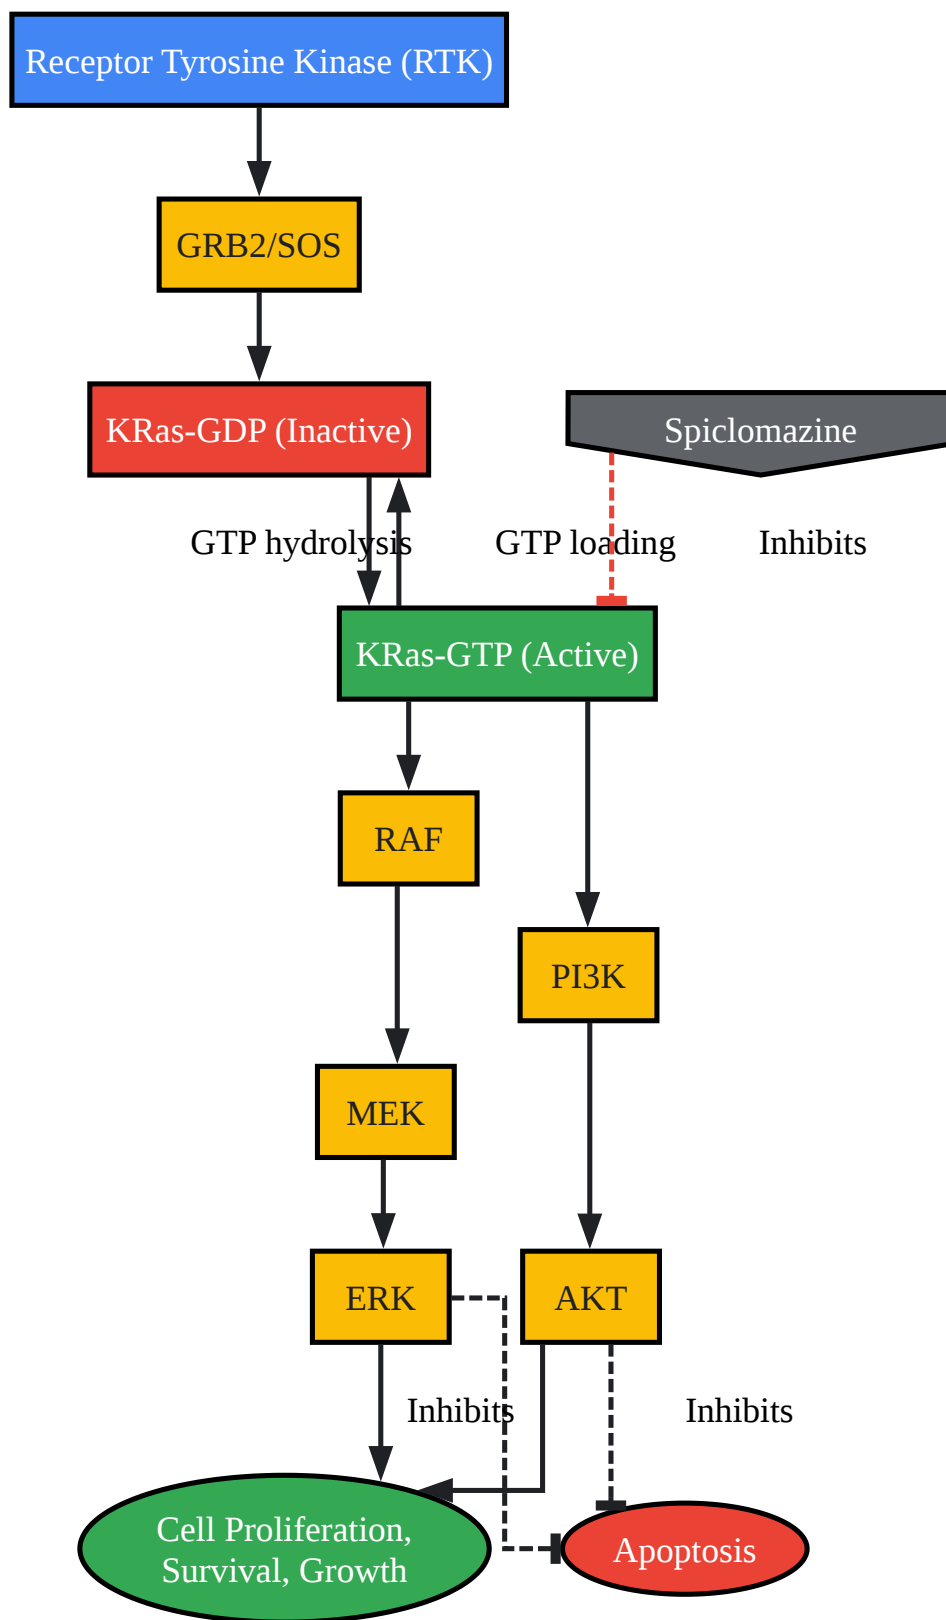 Receptor Tyrosine Kinase (RTK)
GRB2/SOS
KRas-GDP (Inactive)
Spiclomazine
GTP hydrolysis
GTP loading
Inhibits
KRas-GTP (Active)
RAF
PI3K
MEK
ERK
AKT
Inhibits
Inhibits
Cell Proliferation,
Survival, Growth
Apoptosis